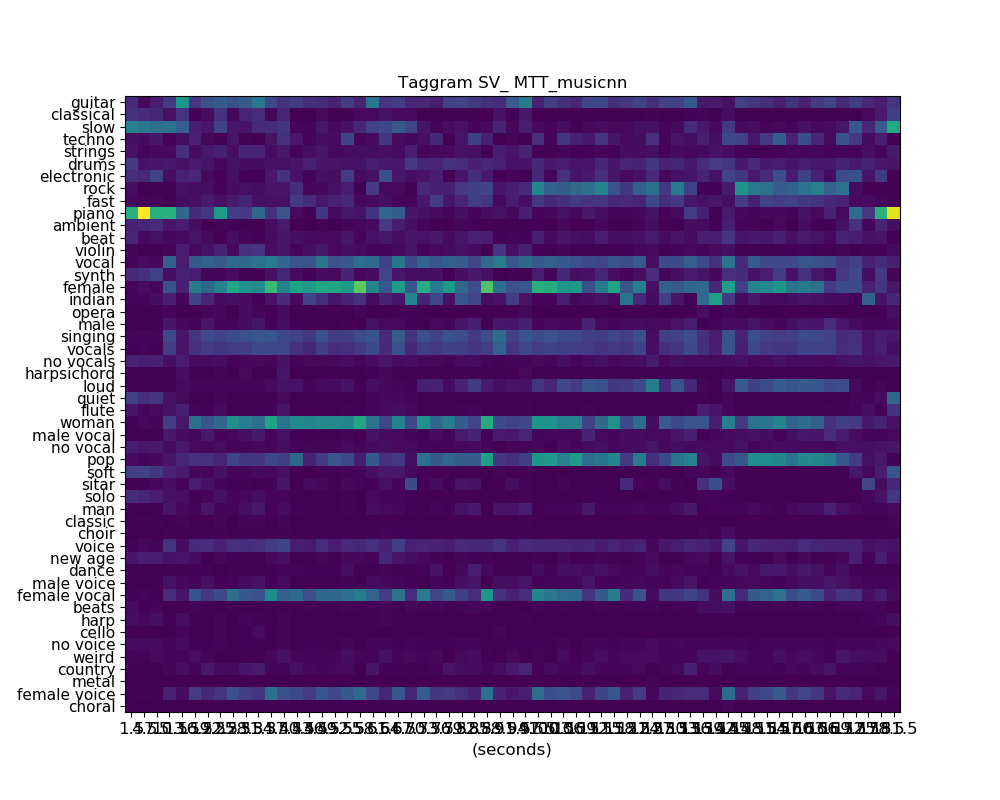 Taggram SV_ MTT_musicnn
guitar
classical
slow
techno
strings
drums
electronic
rock
fast
piano
ambient
beat
violin
vocal
synth
female
indian
opera
male
singing
vocals
no vocals
harpsichord
loud
quiet
flute
woman
male vocal
no vocal
pop
soft
sitar
solo
man
classic
choir
voice
new age
dance
male voice
female vocal
beats
harp
cello
no voice
weird
country
metal
female voice
choral
(seconds)